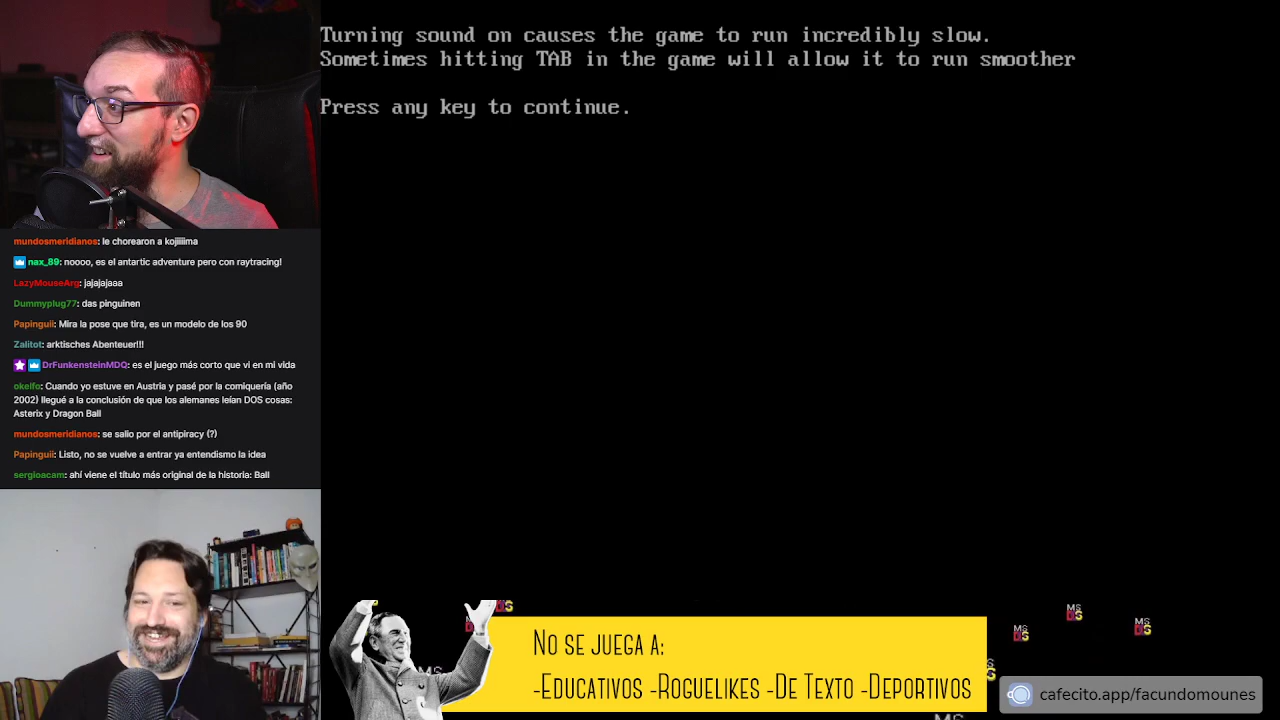 Turning sound on causes the game to run incredibly slow.
Sometimes hitting TAB in the game will allow it to run smoother
Press any key to continue.
mundosmeridianos: le chorearon a kojiiiima
nax_89: noooo, es el antartic adventure pero con raytracing!
LazyMouseArg: jajajajaaa
Dummyplug77: das pinguinen
Papinguii: Mira la pose que tira, es un modelo de los 90
Zalitot: arktisches Abenteuer!!!
DrFunkensteinMDQ: es el juego más corto que vi en mi vida
okelfo: Cuando yo estuve en Austria y pasé por la comiquería (año
2002) llegué a la conclusión de que los alemanes leían DOS cosas:
Asterix y Dragon Ball
mundosmeridianos: se salio por el antipiracy (?)
Papinguii: Listo, no se vuelve a entrar ya entendismo la idea
sergioacam: ahí viene el título más original de la historia: Ball
No se juega a:
-Educativos -Roguelikes -De Texto -Deportivos
MS
DS
MS
DS
MS
DS
cafecito.app/facundomounes